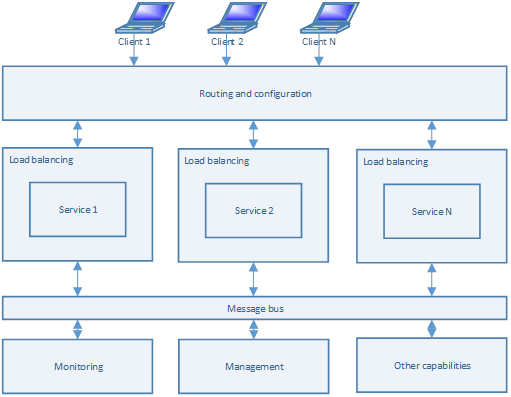 Client 1
Client 2
Client N
Routing and configuration
Load balancing
Load balancing
Load balancing
Service 1
Service 2
Service N
Message bus
Monitoring
Management
Other capabilities